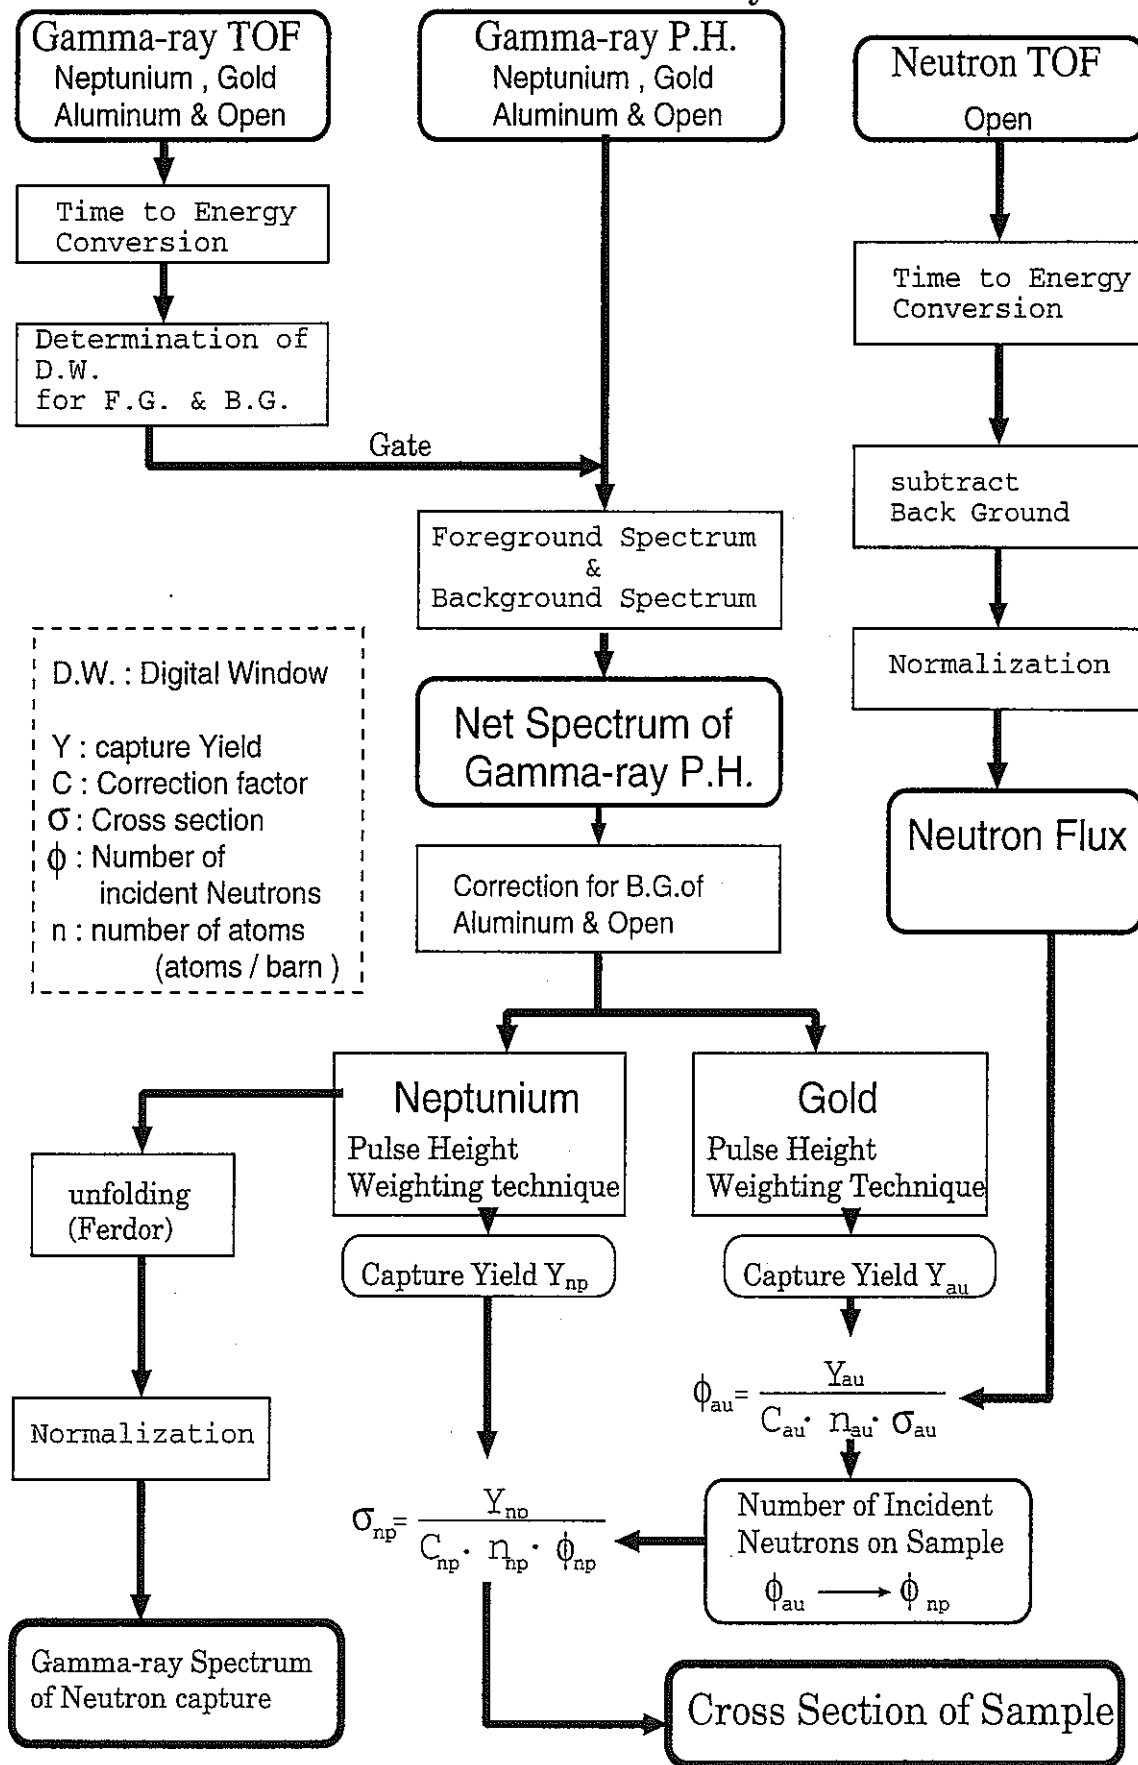 Gamma-ray TOF
Neptunium , Gold
Aluminum & Open
Gamma-ray P.H.
Neptunium , Gold
Aluminum & Open
Neutron TOF
Open
Time to Energy
Conversion
Determination of
D.W.
for F.G. & B.G.
Gate
Time to Energy
Conversion
subtract
Back Ground
Foreground Spectrum
&
Background Spectrum
Normalization
D.W. : Digital Window
Y : capture Yield
C : Correction factor
σ : Cross section
ϕ : Number of
incident Neutrons
n : number of atoms
(atoms / barn )
Net Spectrum of
Gamma-ray P.H.
Neutron Flux
Correction for B.G.of
Aluminum & Open
Neptunium
Pulse Height
Weighting technique
Gold
Pulse Height
Weighting Technique
unfolding
(Ferdor)
Capture Yield Y_np
Capture Yield Y_au
ϕ_au = Y_au / C_au · n_au · σ_au
Normalization
σ_np = Y_np / C_np · n_np · ϕ_np
Number of Incident
Neutrons on Sample
ϕ_au → ϕ_np
Gamma-ray Spectrum
of Neutron capture
Cross Section of Sample